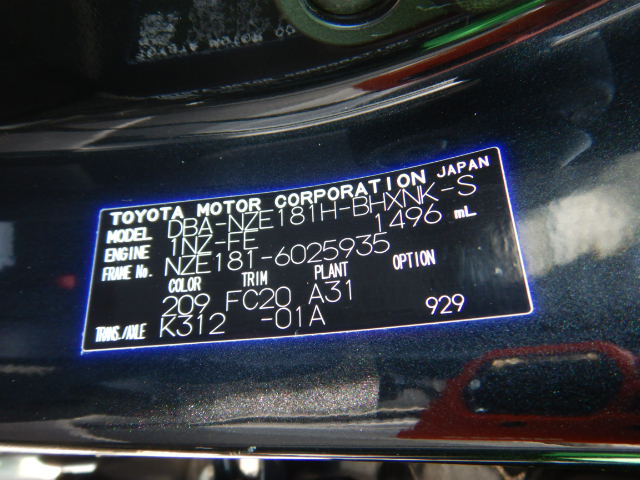 TOYOTA MOTOR CORPORATION JAPAN
MODEL DBA-NZE181H-BHXNK-S
ENGINE 1NZ-FE 1496 mL
FRAME No. NZE181-6025935
COLOR TRIM PLANT OPTION
209 FC20 A31
TRANS./AXLE K312 -01A 929